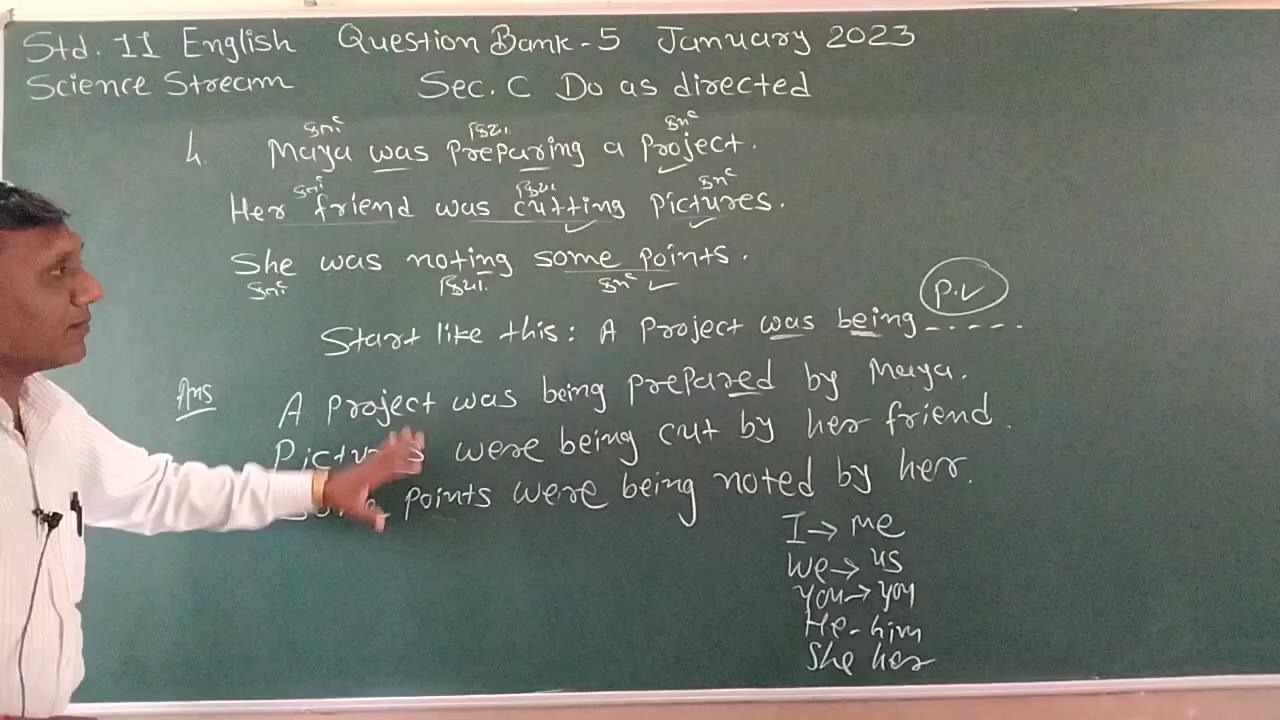 Std. 11 English Question Bank-5 January 2023
Science Stream Sec. C Do as directed
4. Maya was preparing a project.
Her friend was cutting pictures.
She was noting some points.
P.V
Start like this: A project was being -----
Ans A project was being prepared by Maya.
Pictures were being cut by her friend.
points were being noted by her.
I → me
We → us
You → you
He - him
She her